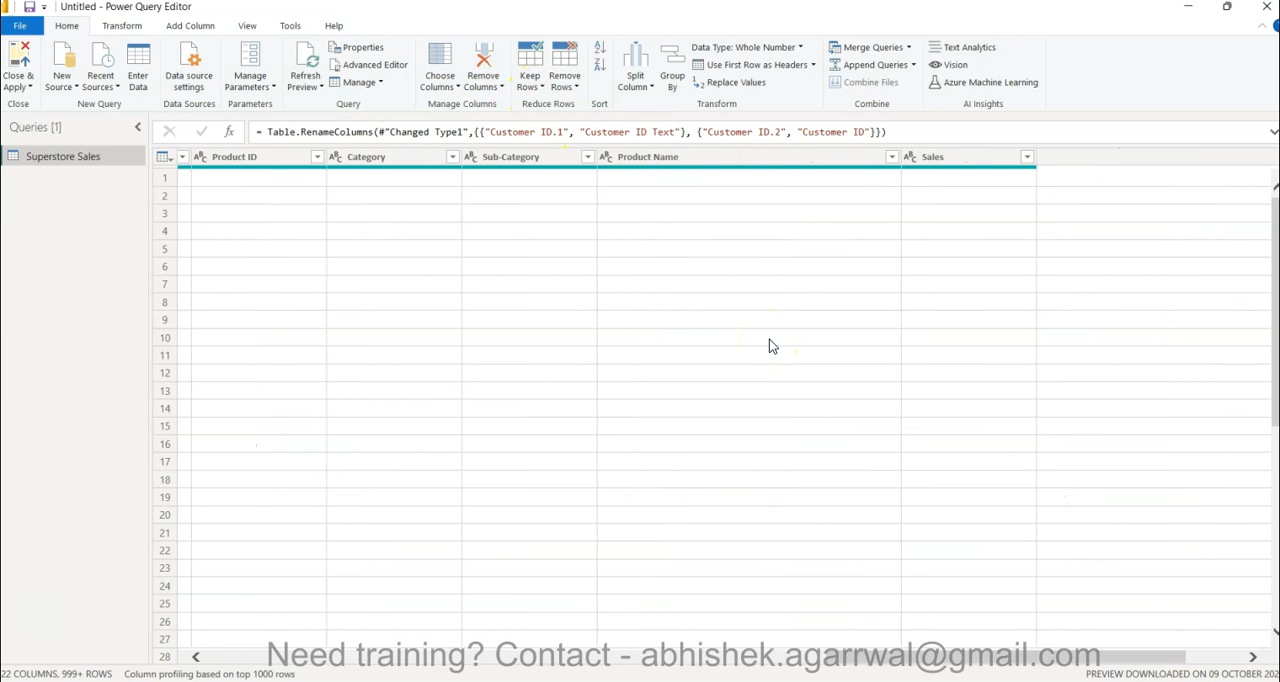 Untitled - Power Query Editor
File Home Transform Add Column View Tools Help
Close & Apply
New Source
Recent Sources
Enter Data
Data source settings
Manage Parameters
Refresh Preview
Properties
Advanced Editor
Manage
Choose Columns
Remove Columns
Keep Rows
Remove Rows
Split Column
Group By
Data Type: Whole Number
Use First Row as Headers
Replace Values
Merge Queries
Append Queries
Combine Files
Text Analytics
Vision
Azure Machine Learning
Close New Query Data Sources Parameters Query Manage Columns Reduce Rows Sort Transform Combine AI Insights
Queries [1]
= Table.RenameColumns(#"Changed Type1",{{"Customer ID.1", "Customer ID Text"}, {"Customer ID.2", "Customer ID"}})
Superstore Sales
ABC Product ID ABC Category ABC Sub-Category ABC Product Name ABC Sales
1
2
3
4
5
6
7
8
9
10
11
12
13
14
15
16
17
18
19
20
21
22
23
24
25
26
27
28
Need training? Contact - abhishek.agarrwal@gmail.com
22 COLUMNS, 999+ ROWS Column profiling based on top 1000 rows
PREVIEW DOWNLOADED ON 09 OCTOBER